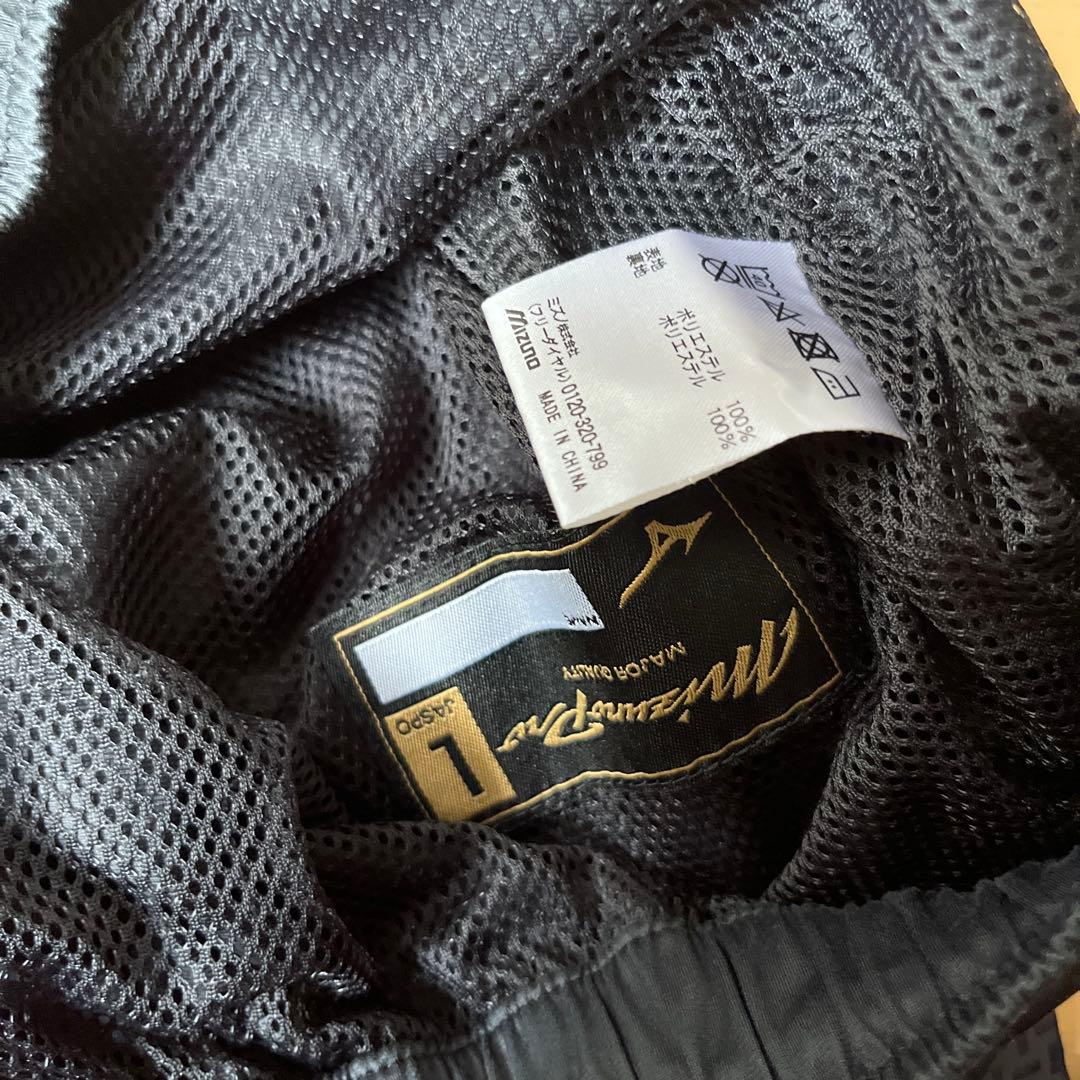 表地 ポリエステル 100%
裏地 ポリエステル 100%
ミズノ株式会社
(フリーダイヤル)0120-320-799
MIZUNO MADE IN CHINA
MizunoPro
MAJOR QUALITY
JASPO
L